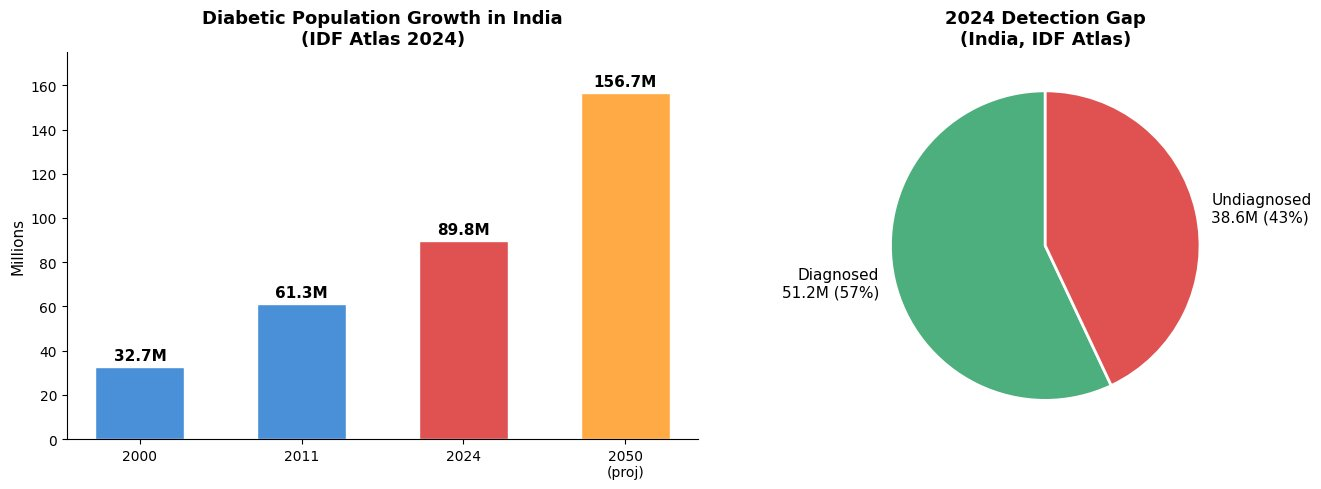 Diabetic Population Growth in India
(IDF Atlas 2024)
Millions
160
140
120
100
80
60
40
20
0
32.7M
61.3M
89.8M
156.7M
2000
2011
2024
2050
(proj)
2024 Detection Gap
(India, IDF Atlas)
Undiagnosed
38.6M (43%)
Diagnosed
51.2M (57%)